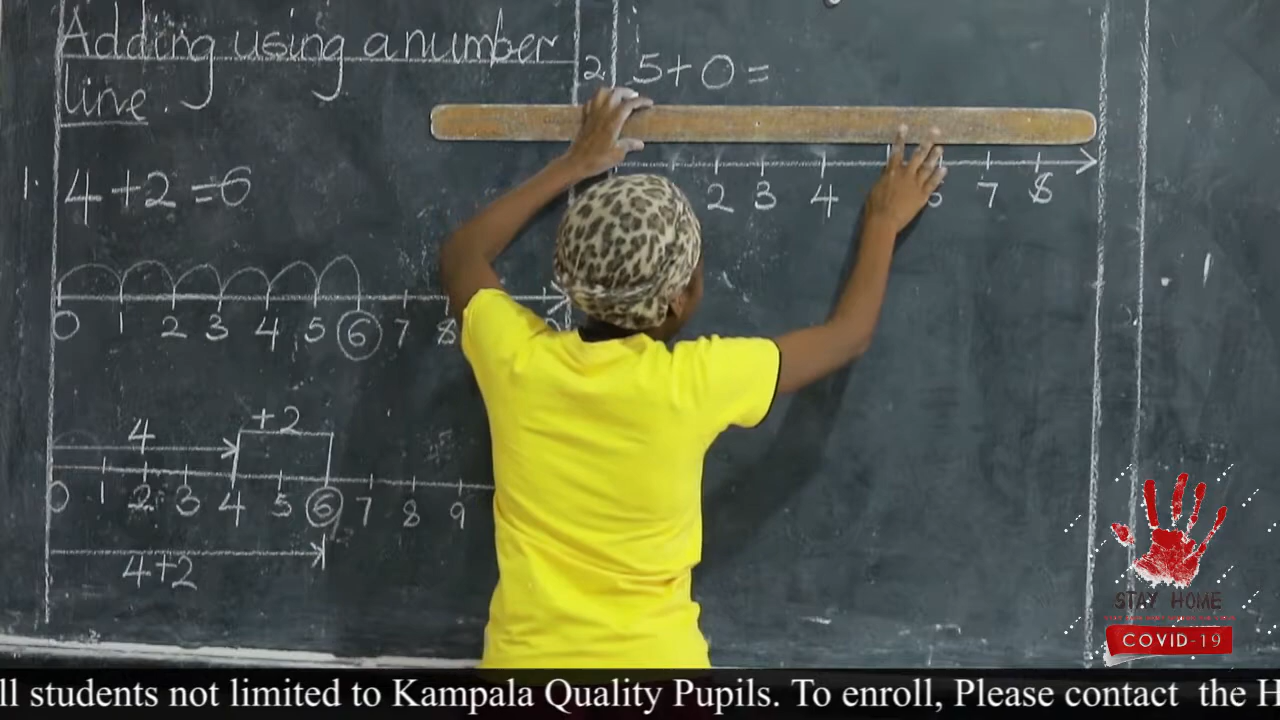 Adding using a number
line.
1. 4+2=6
0 1 2 3 4 5 6 7 8
4 +2
0 1 2 3 4 5 6 7 8 9
4+2
2 5+0=
2 3 4 7 8
STAY HOME
COVID-19
ll students not limited to Kampala Quality Pupils. To enroll, Please contact the H